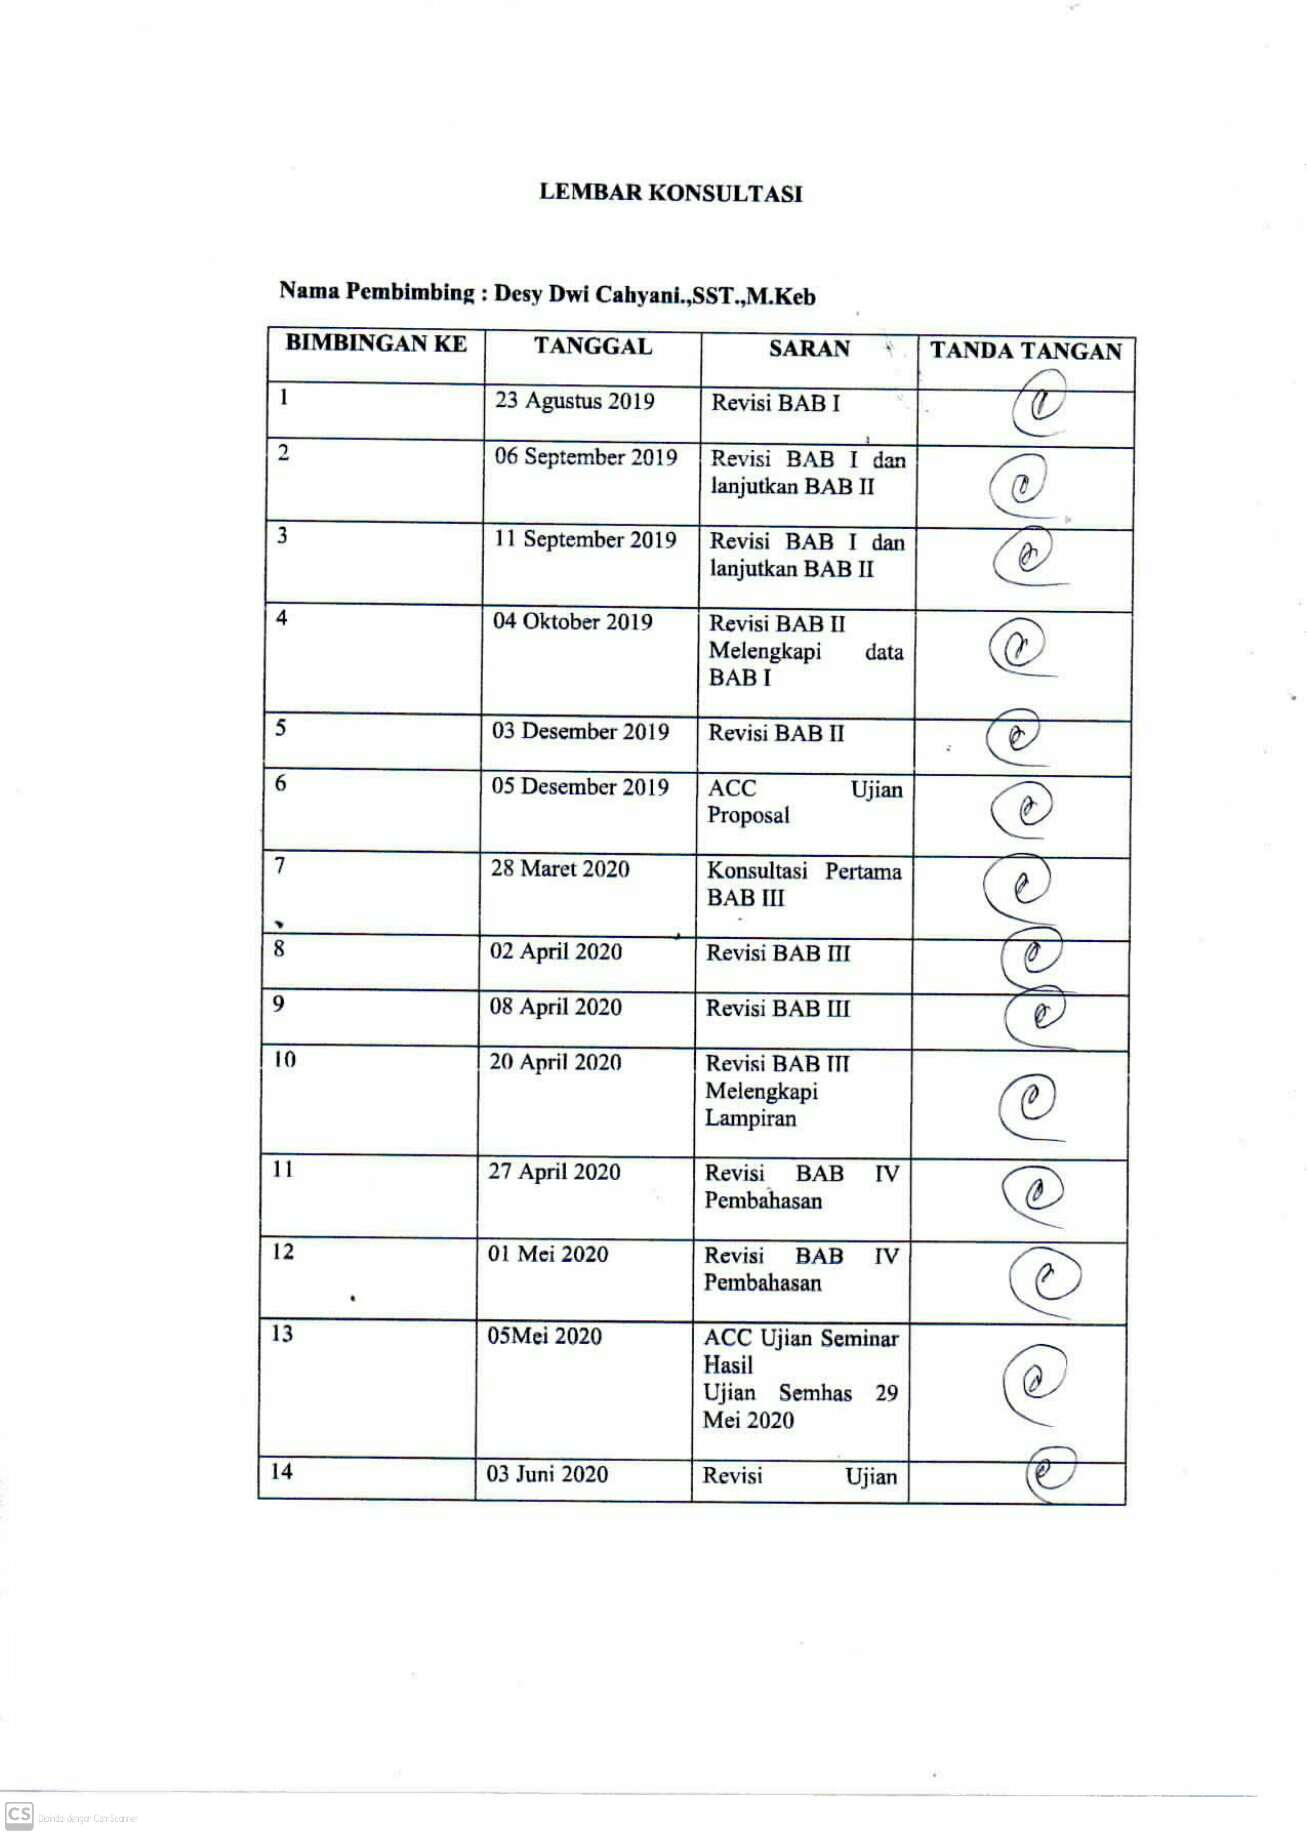 LEMBAR KONSULTASI
Nama Pembimbing : Desy Dwi Cahyani.,SST.,M.Keb
BIMBINGAN KE TANGGAL SARAN TANDA TANGAN
1 23 Agustus 2019 Revisi BAB I
2 06 September 2019 Revisi BAB I dan
lanjutkan BAB II
3 11 September 2019 Revisi BAB I dan
lanjutkan BAB II
4 04 Oktober 2019 Revisi BAB II
Melengkapi data
BAB I
5 03 Desember 2019 Revisi BAB II
6 05 Desember 2019 ACC Ujian
Proposal
7 28 Maret 2020 Konsultasi Pertama
BAB III
8 02 April 2020 Revisi BAB III
9 08 April 2020 Revisi BAB III
10 20 April 2020 Revisi BAB III
Melengkapi
Lampiran
11 27 April 2020 Revisi BAB IV
Pembahasan
12 01 Mei 2020 Revisi BAB IV
Pembahasan
13 05Mei 2020 ACC Ujian Seminar
Hasil
Ujian Semhas 29
Mei 2020
14 03 Juni 2020 Revisi Ujian
CS Dipindai dengan CamScanner